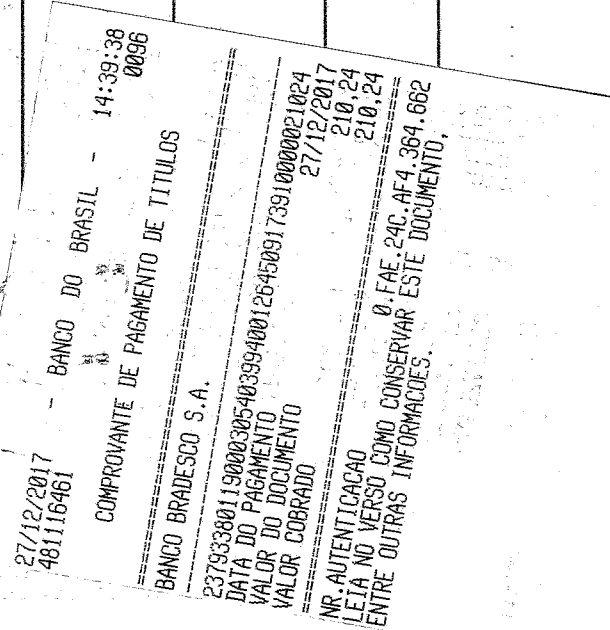 27/12/2017 - BANCO DO BRASIL - 14:39:38
481116461 0096
COMPROVANTE DE PAGAMENTO DE TITULOS
BANCO BRADESCO S.A.
23793380119000305403994001264509173910000021024
DATA DO PAGAMENTO 27/12/2017
VALOR DO DOCUMENTO 210,24
VALOR COBRADO 210,24
NR.AUTENTICACAO 0.FAE.24C.AF4.364.662
LEIA NO VERSO COMO CONSERVAR ESTE DOCUMENTO,
ENTRE OUTRAS INFORMACOES.